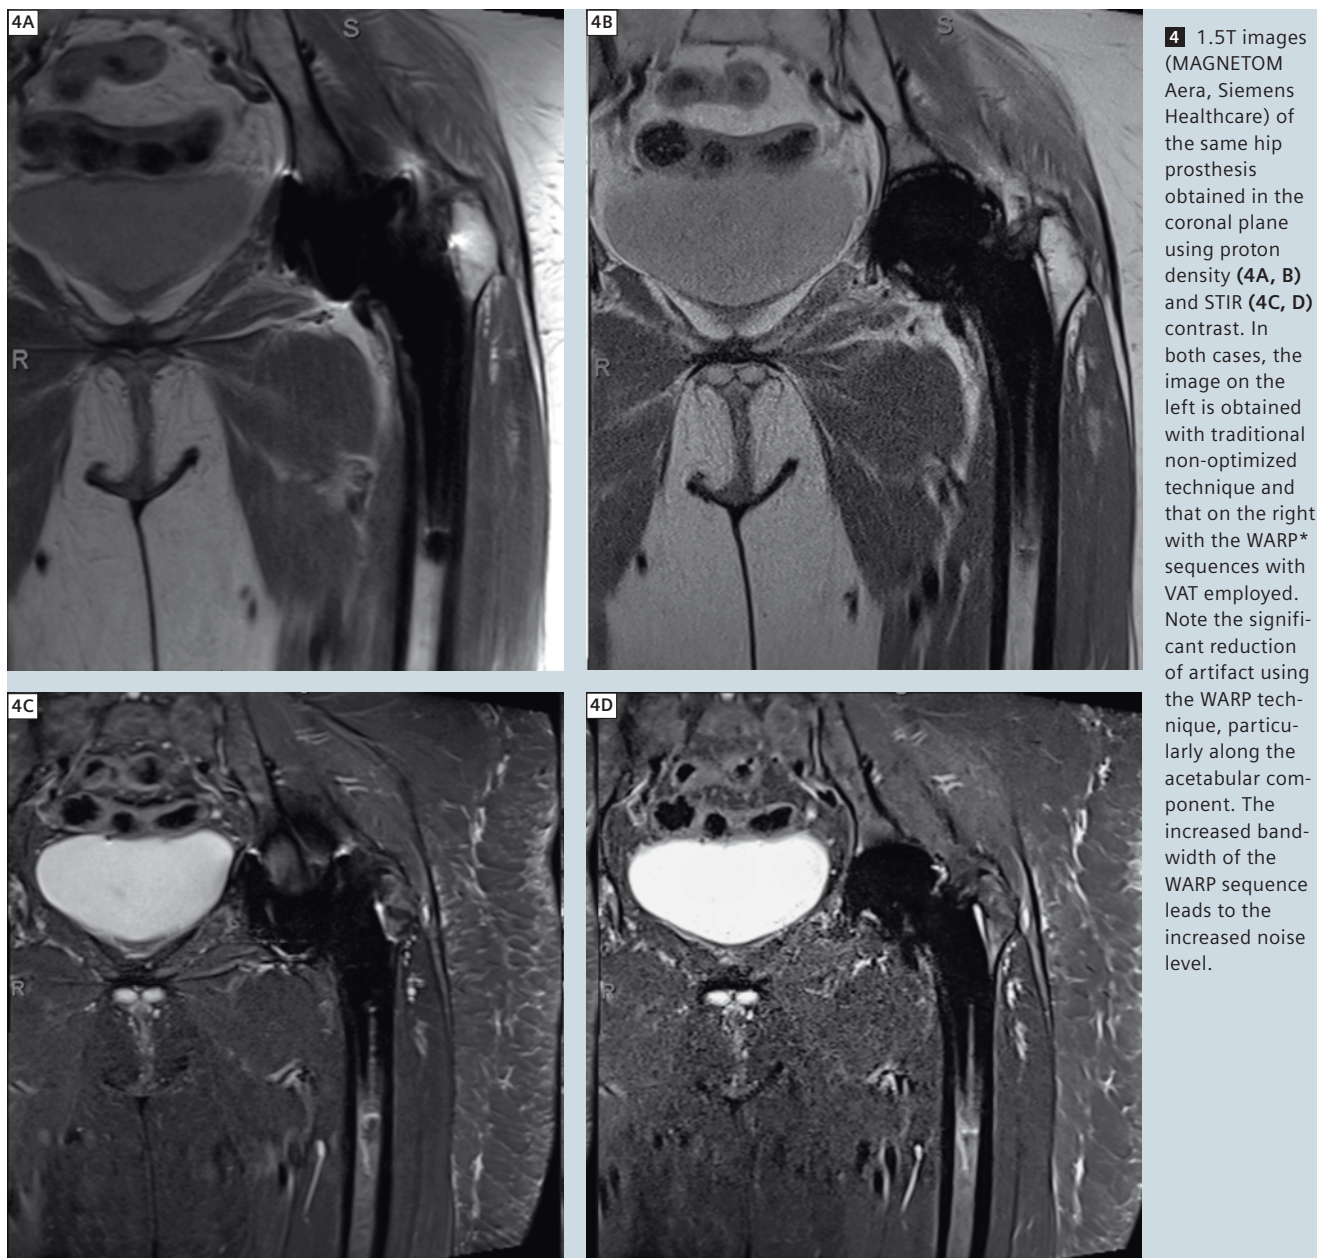 4A
S
R
4B
S
R
4C
R
4D
R
4 1.5T images
(MAGNETOM
Aera, Siemens
Healthcare) of
the same hip
prosthesis
obtained in the
coronal plane
using proton
density (4A, B)
and STIR (4C, D)
contrast. In
both cases, the
image on the
left is obtained
with traditional
non-optimized
technique and
that on the right
with the WARP*
sequences with
VAT employed.
Note the signifi-
cant reduction
of artifact using
the WARP tech-
nique, particu-
larly along the
acetabular com-
ponent. The
increased band-
width of the
WARP sequence
leads to the
increased noise
level.